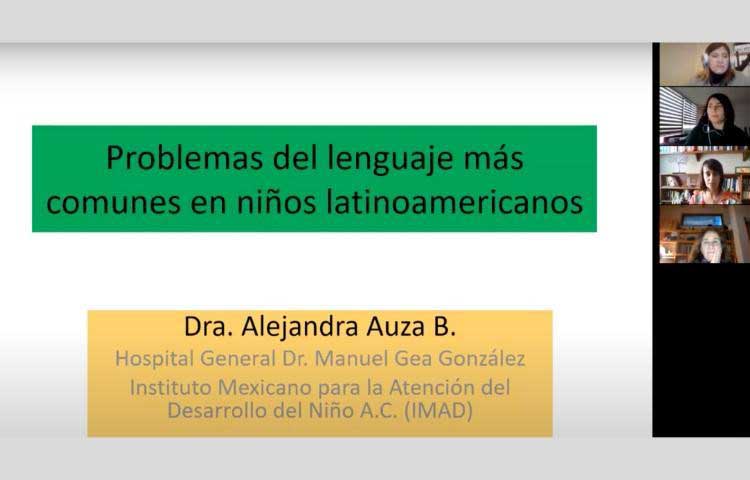 Problemas del lenguaje más
comunes en niños latinoamericanos
Dra. Alejandra Auza B.
Hospital General Dr. Manuel Gea González
Instituto Mexicano para la Atención del
Desarrollo del Niño A.C. (IMAD)